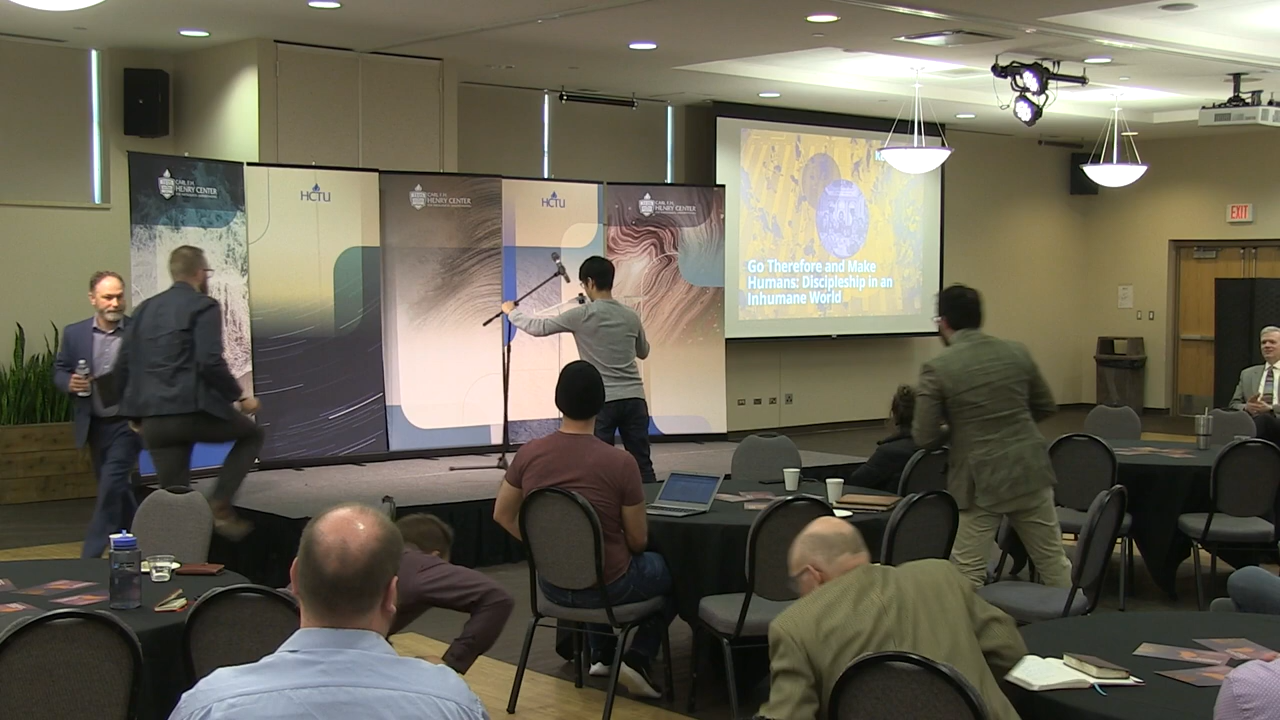 CARL F.H.
HENRY CENTER
HCTU
CARL F.H.
HENRY CENTER
HCTU
CARL F.H.
HENRY CENTER
Go Therefore and Make
Humans: Discipleship in an
Inhumane World
EXIT